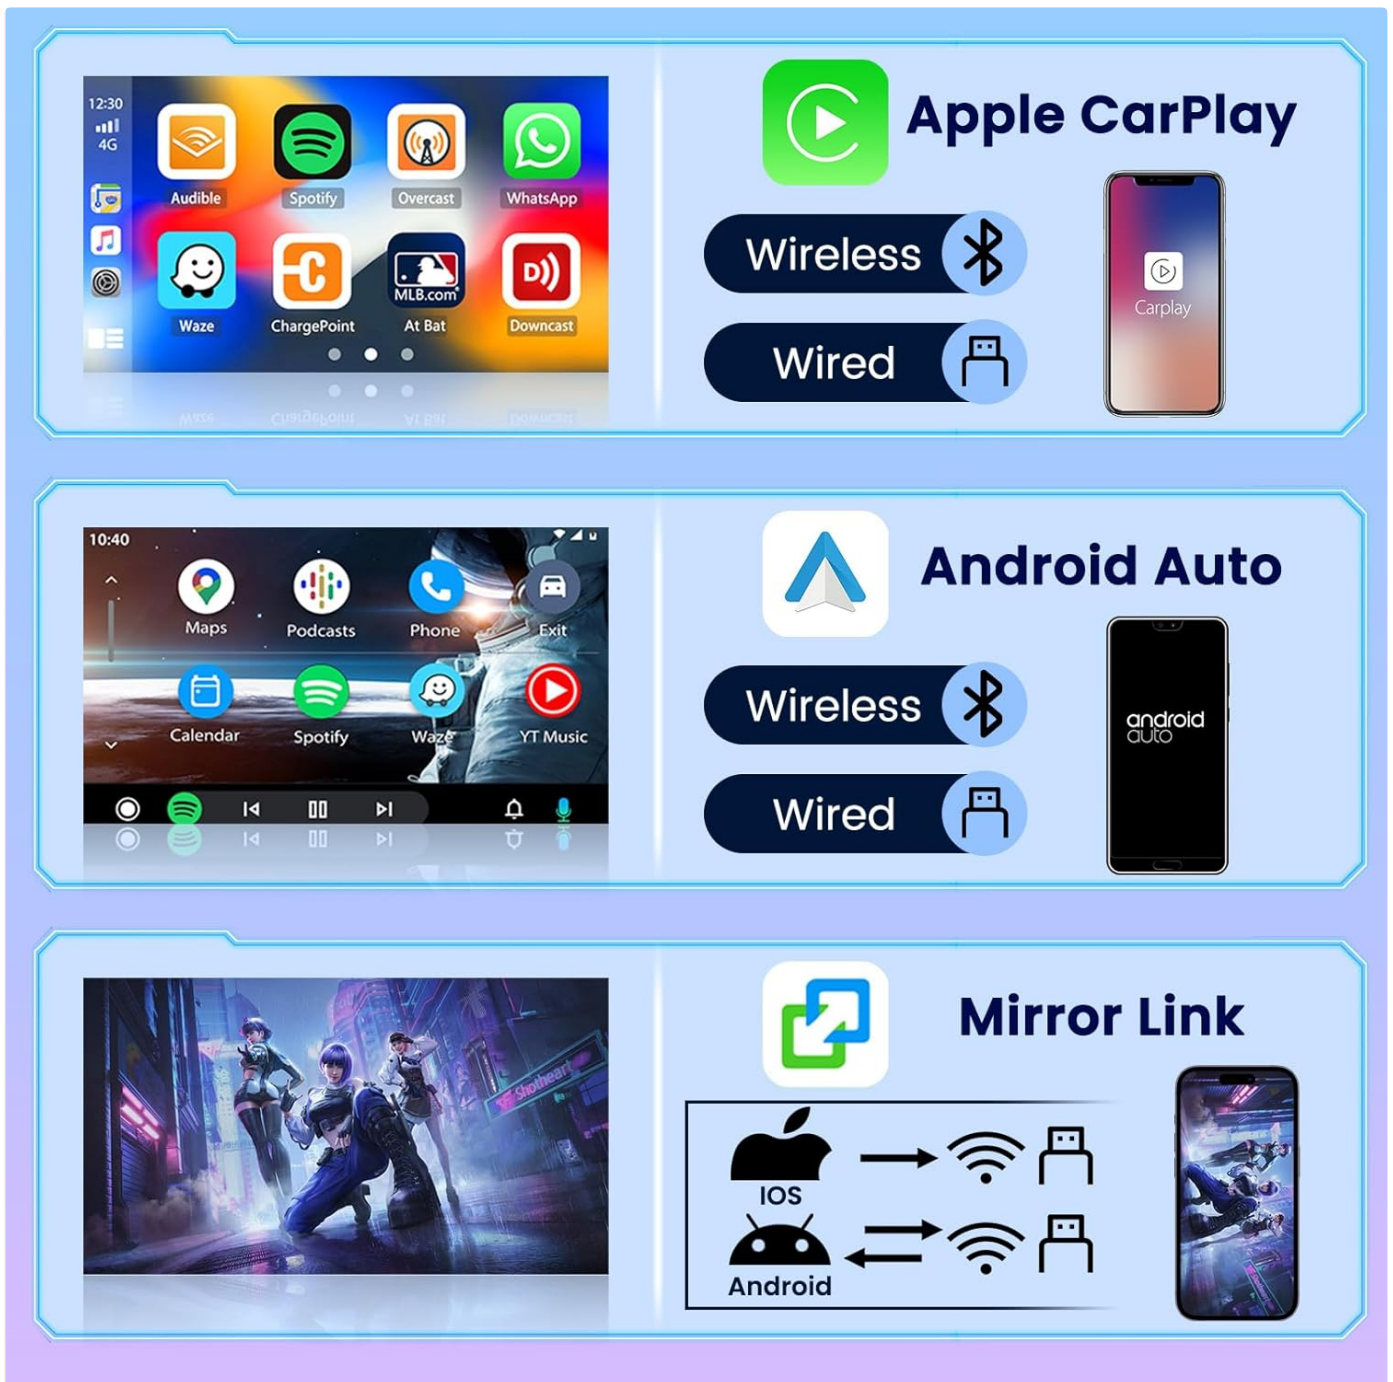 Apple CarPlay
12:30
4G
Audible
Spotify
Overcast
WhatsApp
MLB.com
Waze
ChargePoint
At Bat
Downcast
Wireless
Wired
Carplay
Android Auto
10:40
Maps
Podcasts
Phone
Exit
Calendar
Spotify
Waze
YT Music
Wireless
Wired
android
auto
Mirror Link
Shotheart
IOS
Android